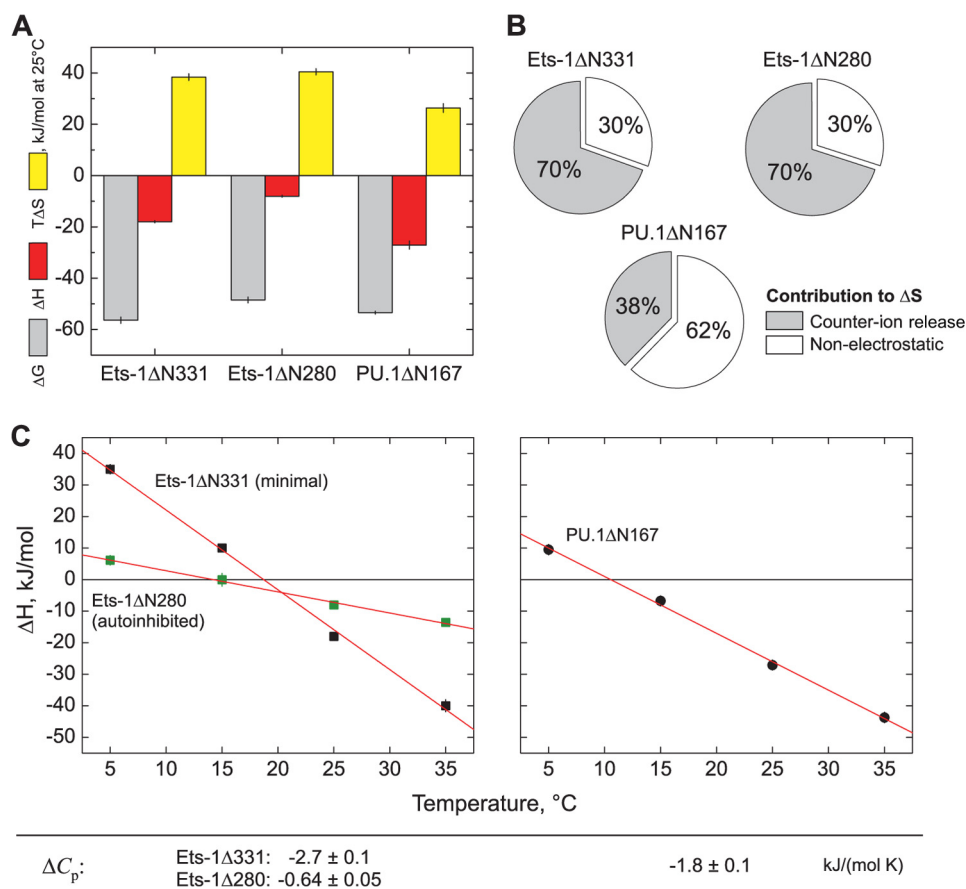 A
ΔG ΔH TΔS , kJ/mol at 25°C
40
20
0
-20
-40
-60
Ets-1ΔN331 Ets-1ΔN280 PU.1ΔN167
B
Ets-1ΔN331
30%
70%
Ets-1ΔN280
30%
70%
PU.1ΔN167
38%
62%
Contribution to ΔS
Counter-ion release
Non-electrostatic
C
ΔH, kJ/mol
40
30
20
10
0
-10
-20
-30
-40
-50
Ets-1ΔN331 (minimal)
Ets-1ΔN280
(autoinhibited)
5 10 15 20 25 30 35
PU.1ΔN167
5 10 15 20 25 30 35
Temperature, °C
ΔCp:
Ets-1Δ331: -2.7 ± 0.1
Ets-1Δ280: -0.64 ± 0.05
-1.8 ± 0.1 kJ/(mol K)